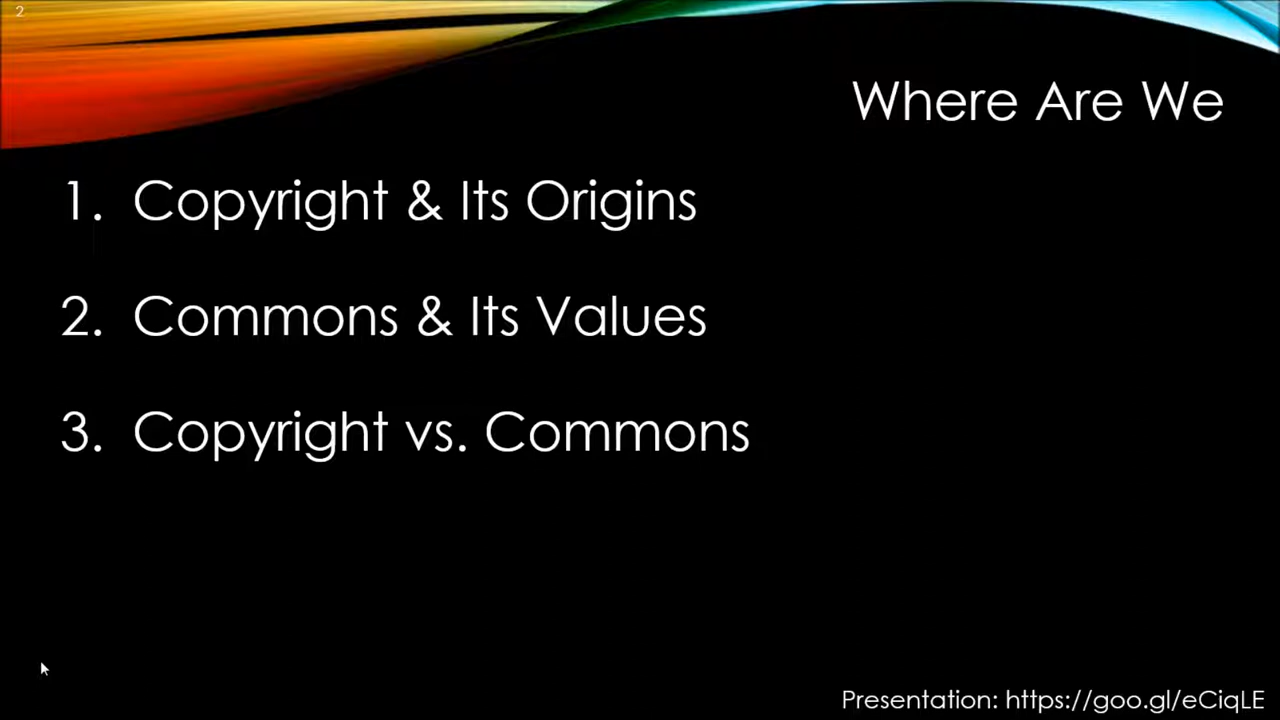 2
Where Are We
1. Copyright & Its Origins
2. Commons & Its Values
3. Copyright vs. Commons
Presentation: https://goo.gl/eCiqLE